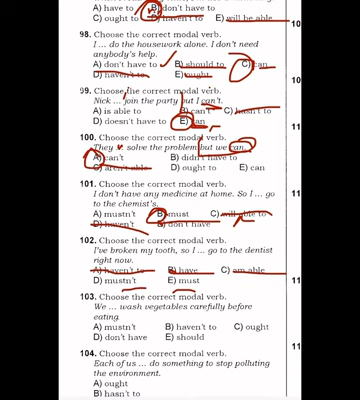 A) have to B) don't have to
C) ought to D) haven't to E) will be able
98. Choose the correct modal verb.
I ... do the housework alone. I don't need
anybody's help.
A) don't have to B) should to C) can
D) haven't to E) ought
99. Choose the correct modal verb.
Nick ... join the party but I can't.
A) is able to B) can't C) hasn't to
D) doesn't have to E) can
100. Choose the correct modal verb.
They ... solve the problem but we can.
A) can't B) didn't have to
C) aren't able D) ought to E) can
101. Choose the correct modal verb.
I don't have any medicine at home. So I ... go
to the chemist's.
A) mustn't B) must C) will able to
D) haven't E) don't have
102. Choose the correct modal verb.
I've broken my tooth, so I ... go to the dentist
right now.
A) haven't to B) have C) am able
D) mustn't E) must
103. Choose the correct modal verb.
We ... wash vegetables carefully before
eating.
A) mustn't B) haven't to C) ought
D) don't have E) should
104. Choose the correct modal verb.
Each of us ... do something to stop polluting
the environment.
A) ought
B) hasn't to
10
10
11
11
11
11